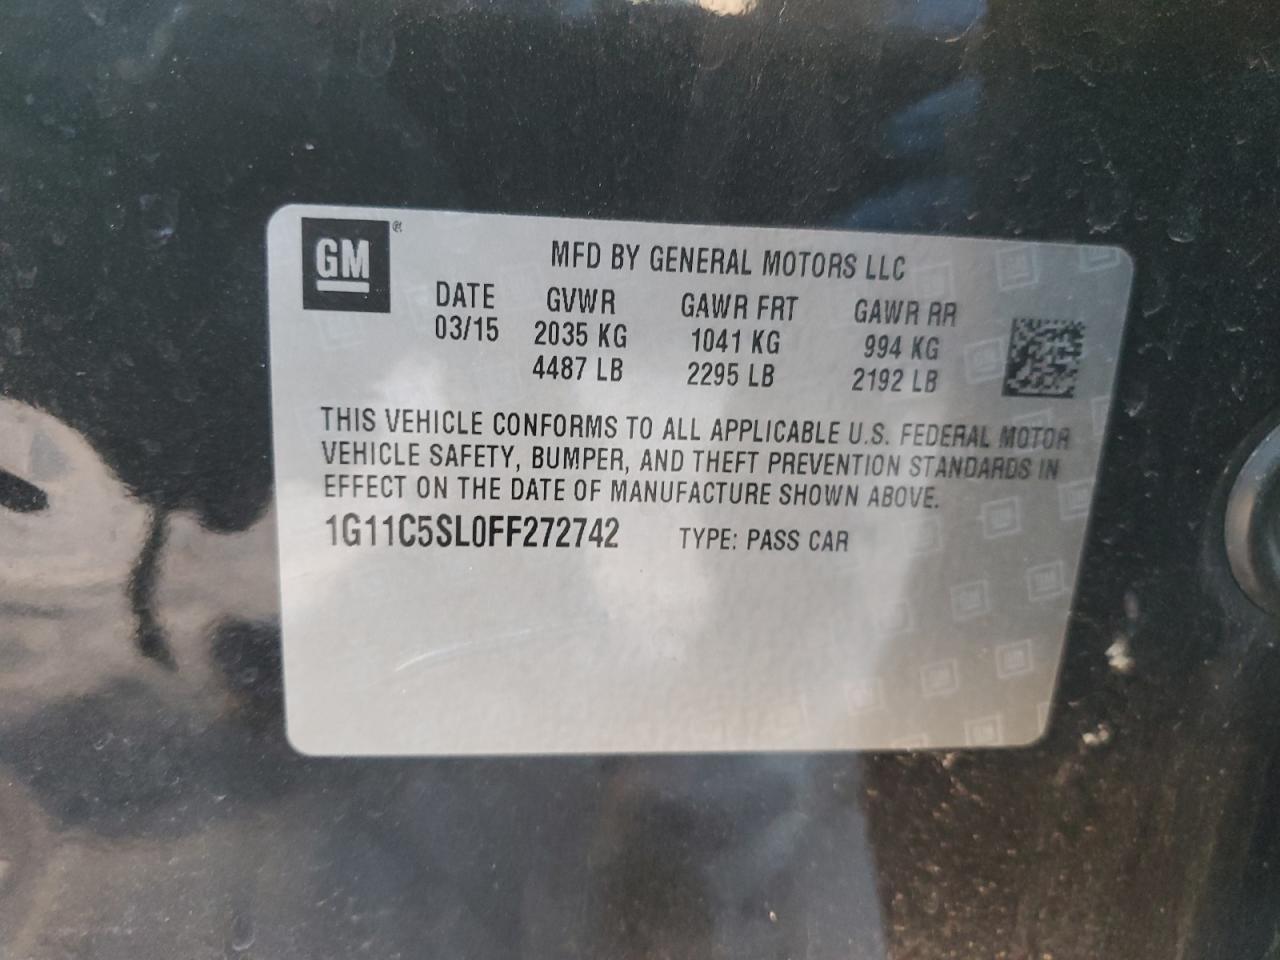 GM®
MFD BY GENERAL MOTORS LLC
DATE GVWR GAWR FRT GAWR RR
03/15 2035 KG 1041 KG 994 KG
4487 LB 2295 LB 2192 LB
THIS VEHICLE CONFORMS TO ALL APPLICABLE U.S. FEDERAL MOTOR
VEHICLE SAFETY, BUMPER, AND THEFT PREVENTION STANDARDS IN
EFFECT ON THE DATE OF MANUFACTURE SHOWN ABOVE.
1G11C5SL0FF272742 TYPE: PASS CAR